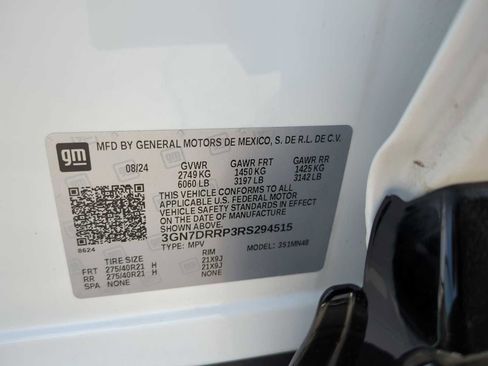 gm
MFD BY GENERAL MOTORS DE MEXICO, S. DE R.L. DE C.V.
08/24 GVWR GAWR FRT GAWR RR
2749 KG 1450 KG 1425 KG
6060 LB 3197 LB 3142 LB
THIS VEHICLE CONFORMS TO ALL
APPLICABLE U.S. FEDERAL MOTOR
VEHICLE SAFETY STANDARDS IN
EFFECT ON THE DATE OF
MANUFACTURE SHOWN ABOVE.
3GN7DRRP3RS294515
8624 TYPE: MPV MODEL: 251MN48
TIRE SIZE RIM
FRT 275/40R21 H 21X9J
RR 275/40R21 H 21X9J
SPA NONE NONE